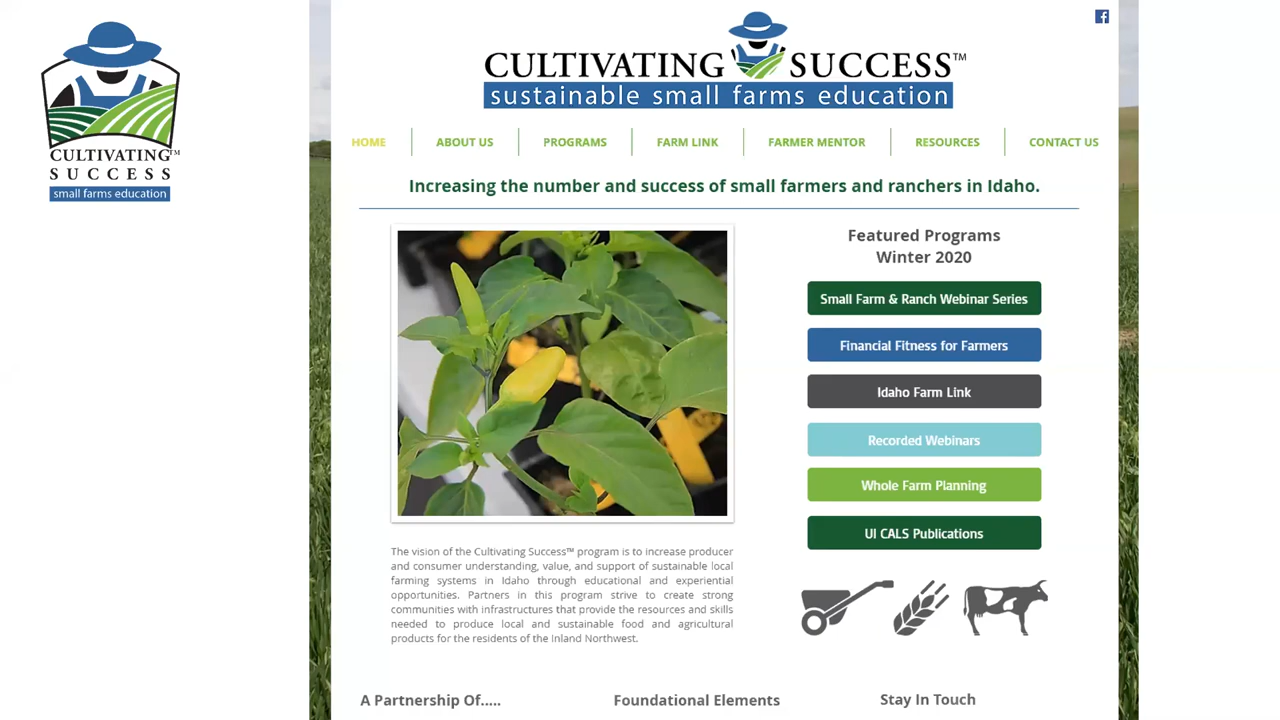 CULTIVATING™
SUCCESS
small farms education
CULTIVATING SUCCESS™
sustainable small farms education
HOME
ABOUT US
PROGRAMS
FARM LINK
FARMER MENTOR
RESOURCES
CONTACT US
Increasing the number and success of small farmers and ranchers in Idaho.
Featured Programs
Winter 2020
Small Farm & Ranch Webinar Series
Financial Fitness for Farmers
Idaho Farm Link
Recorded Webinars
Whole Farm Planning
UI CALS Publications
The vision of the Cultivating Success™ program is to increase producer
and consumer understanding, value, and support of sustainable local
farming systems in Idaho through educational and experiential
opportunities. Partners in this program strive to create strong
communities with infrastructures that provide the resources and skills
needed to produce local and sustainable food and agricultural
products for the residents of the Inland Northwest.
A Partnership Of.....
Foundational Elements
Stay In Touch